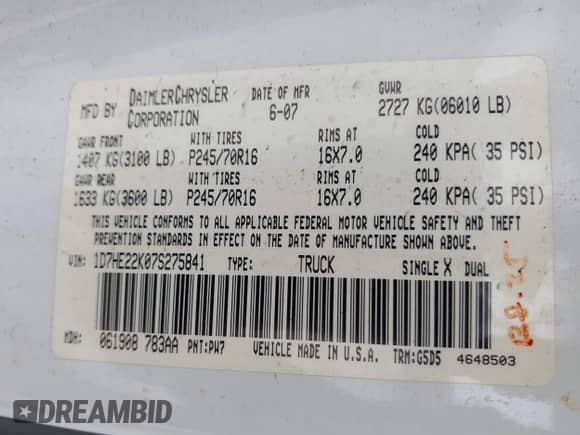 MFD BY DAIMLERCHRYSLER CORPORATION DATE OF MFR 6-07 GVWR 2727 KG(06010 LB)
GAWR FRONT WITH TIRES RIMS AT COLD
1407 KG(3100 LB) P245/70R16 16X7.0 240 KPA( 35 PSI)
GAWR REAR WITH TIRES RIMS AT COLD
1633 KG(3600 LB) P245/70R16 16X7.0 240 KPA( 35 PSI)
THIS VEHICLE CONFORMS TO ALL APPLICABLE FEDERAL MOTOR VEHICLE SAFETY AND THEFT
PREVENTION STANDARDS IN EFFECT ON THE DATE OF MANUFACTURE SHOWN ABOVE.
VIN: 1D7HE22K07S275841 TYPE: TRUCK SINGLE X DUAL
MDH: 061908 783AA PNT:PW7 VEHICLE MADE IN U.S.A. TRM:G5D5 4648503
DREAMBID